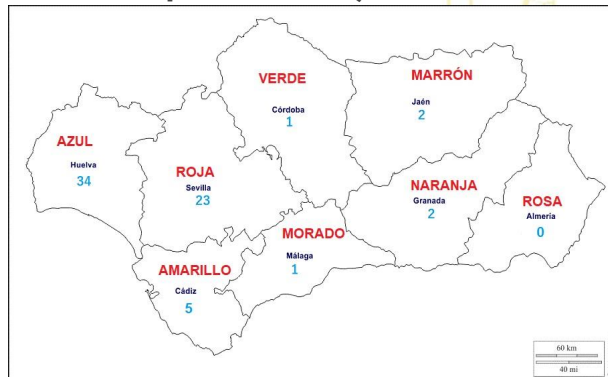 VERDE
Córdoba
1
MARRÓN
Jaén
2
AZUL
Huelva
34
ROJA
Sevilla
23
NARANJA
Granada
2
ROSA
Almería
0
MORADO
Málaga
1
AMARILLO
Cádiz
5
60 km
40 mi